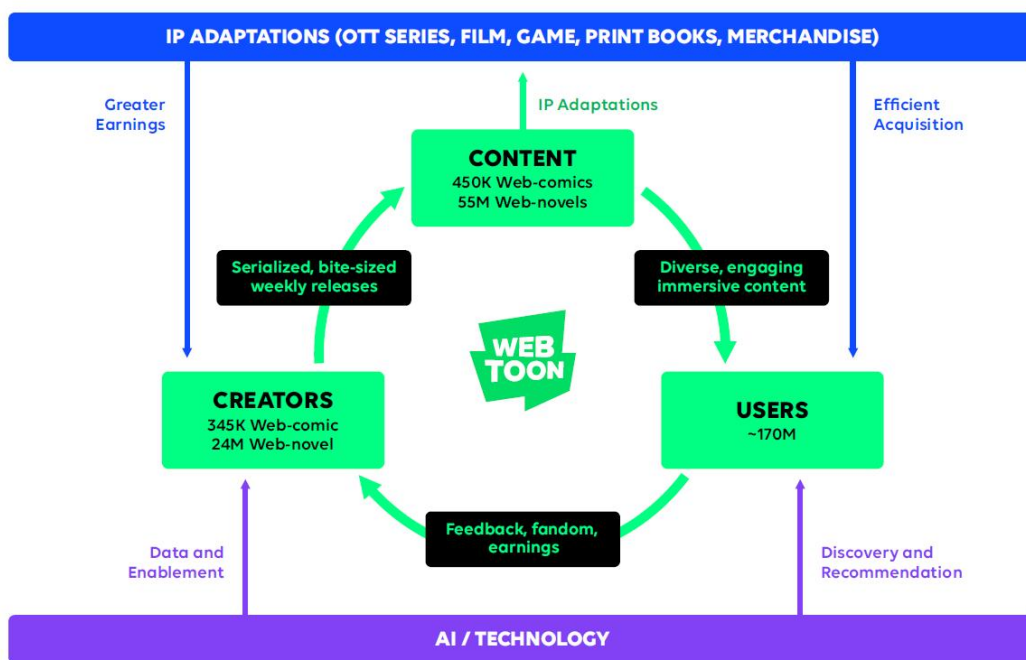 IP ADAPTATIONS (OTT SERIES, FILM, GAME, PRINT BOOKS, MERCHANDISE)
Greater
Earnings
IP Adaptations
Efficient
Acquisition
CONTENT
450K Web-comics
55M Web-novels
Serialized, bite-sized
weekly releases
Diverse, engaging
immersive content
WEB
TOON
CREATORS
345K Web-comic
24M Web-novel
USERS
~170M
Feedback, fandom,
earnings
Data and
Enablement
Discovery and
Recommendation
AI / TECHNOLOGY